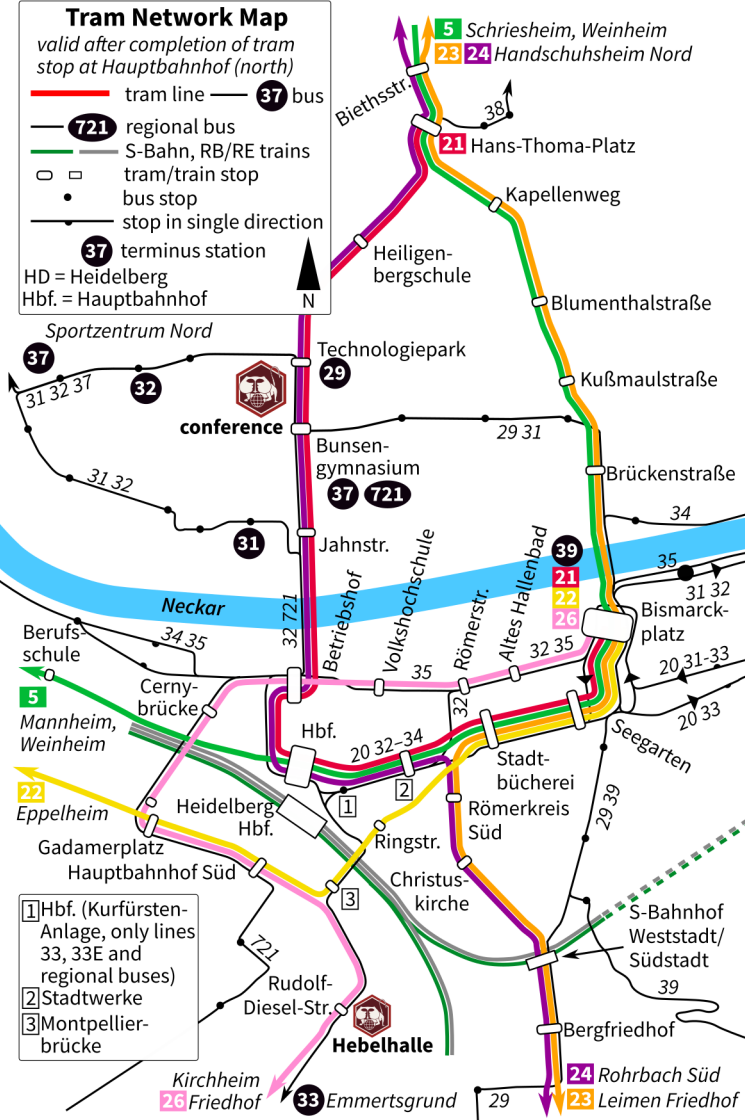 Tram Network Map
valid after completion of tram
stop at Hauptbahnhof (north)
tram line 37 bus
721 regional bus
S-Bahn, RB/RE trains
tram/train stop
bus stop
stop in single direction
37 terminus station
HD = Heidelberg
Hbf. = Hauptbahnhof
N
5 Schriesheim, Weinheim
23 24 Handschuhsheim Nord
Biethsstr.
38
21 Hans-Thoma-Platz
Kapellenweg
Heiligen-
bergschule
Blumenthalstraße
Sportzentrum Nord
37
31 32 37
32
Technologiepark
29
Kußmaulstraße
conference
29 31
Bunsen-
gymnasium
37 721
Brückenstraße
31 32
31
34
Jahnstr.
Neckar
32 721
Betriebshof
Volkshochschule
Römerstr.
Altes Hallenbad
39
21
22
26
35
31 32
Bismarck-
platz
Berufs-
schule
34 35
35
32 35
20 31-33
20 33
5
Mannheim,
Weinheim
Cerny-
brücke
32
Hbf.
20 32–34
Seegarten
Stadt-
bücherei
1
2
22
Eppelheim
Heidelberg
Hbf.
Römerkreis
Süd
29 39
Gadamerplatz
Hauptbahnhof Süd
Ringstr.
3
Christus-
kirche
1 Hbf. (Kurfürsten-
Anlage, only lines
33, 33E and
regional buses)
2 Stadtwerke
3 Montpellier-
brücke
721
S-Bahnhof
Weststadt/
Südstadt
39
Rudolf-
Diesel-Str.
Hebelhalle
Bergfriedhof
Kirchheim
26 Friedhof
33 Emmertsgrund
29
24 Rohrbach Süd
23 Leimen Friedhof